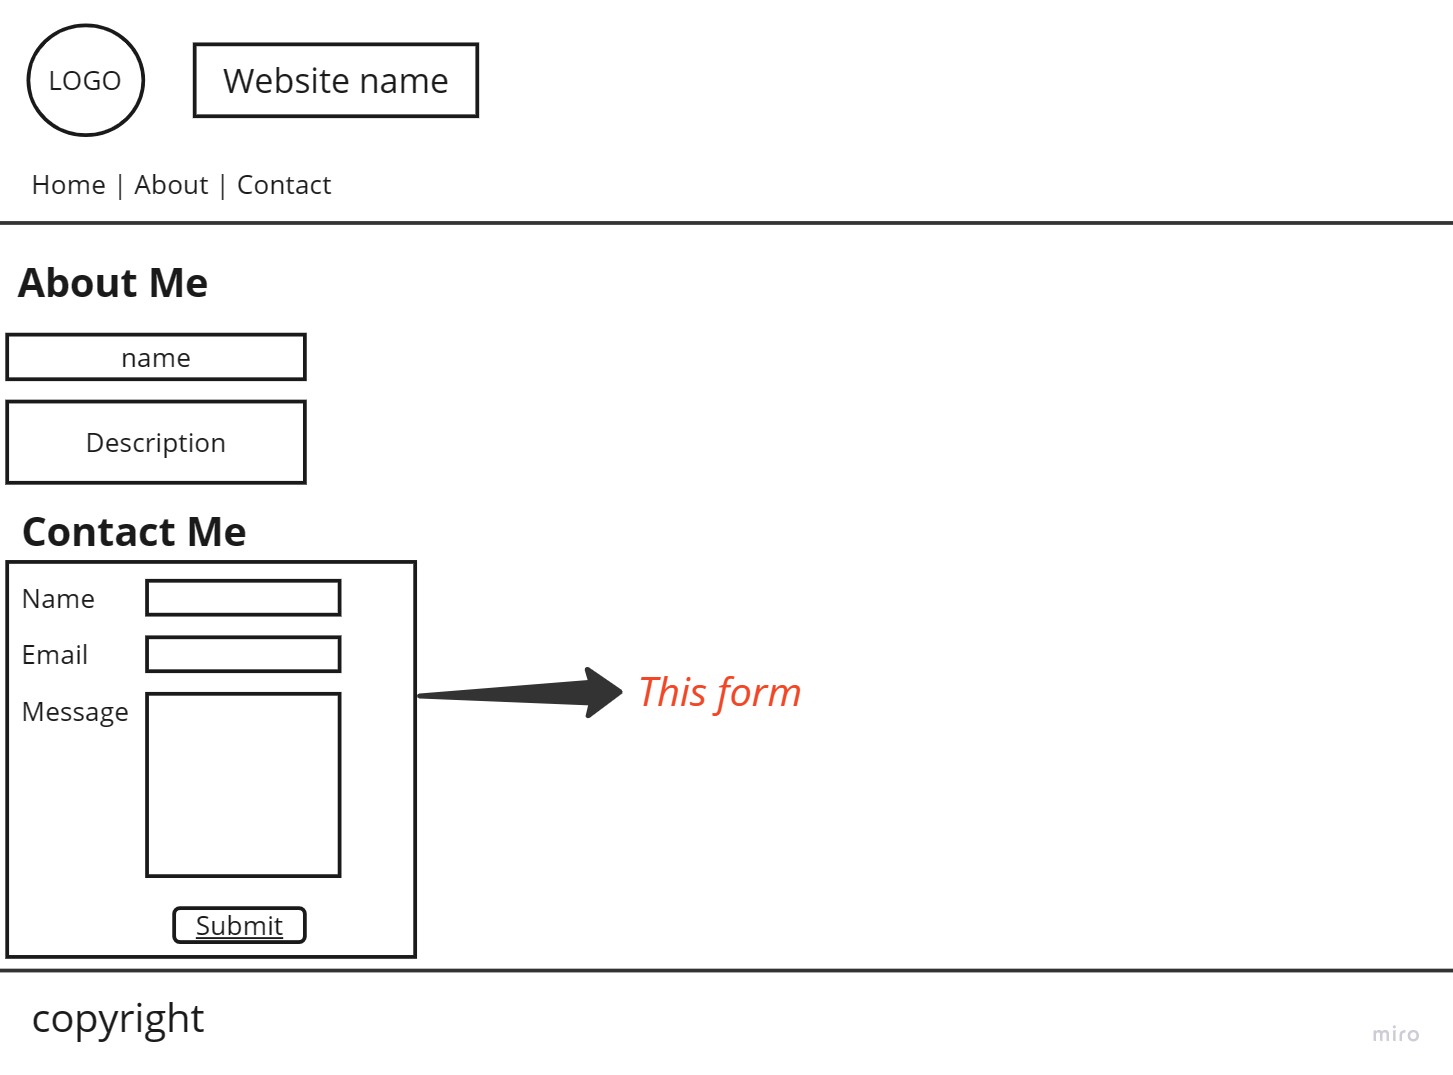 LOGO
Website name
Home | About | Contact
About Me
name
Description
Contact Me
Name
Email
Message
This form
Submit
copyright
miro